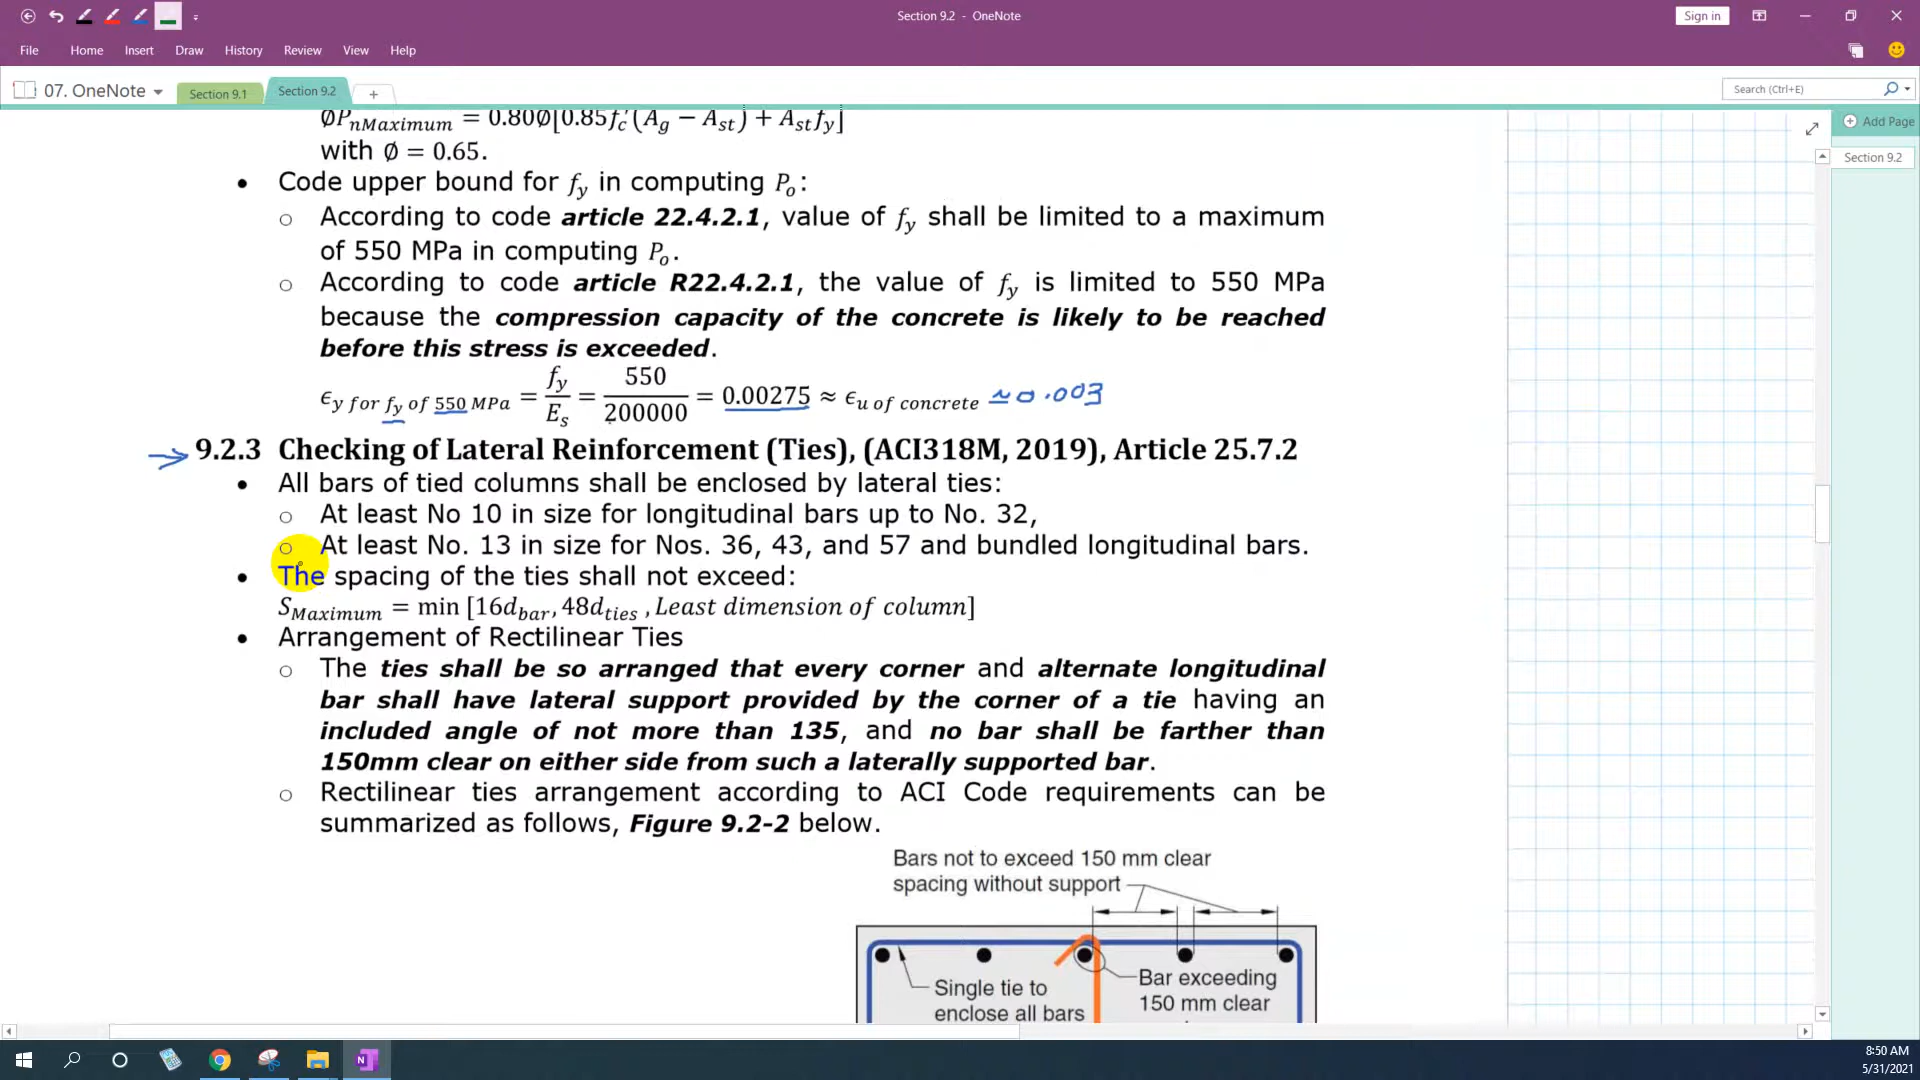 Section 9.2 - OneNote
Sign in
File Home Insert Draw History Review View Help
07. OneNote Section 9.1 Section 9.2 +
Search (Ctrl+E)
Add Page
Section 9.2
∅P_nMaximum = 0.80∅[0.85f_c′(A_g − A_st) + A_st f_y]
with ∅ = 0.65.
• Code upper bound for f_y in computing P_o:
○ According to code article 22.4.2.1, value of f_y shall be limited to a maximum
of 550 MPa in computing P_o.
○ According to code article R22.4.2.1, the value of f_y is limited to 550 MPa
because the compression capacity of the concrete is likely to be reached
before this stress is exceeded.
ϵ_y for f_y of 550 MPa = f_y/E_s = 550/200000 = 0.00275 ≈ ϵ_u of concrete ≈ 0.003
9.2.3 Checking of Lateral Reinforcement (Ties), (ACI318M, 2019), Article 25.7.2
• All bars of tied columns shall be enclosed by lateral ties:
○ At least No 10 in size for longitudinal bars up to No. 32,
○ At least No. 13 in size for Nos. 36, 43, and 57 and bundled longitudinal bars.
• The spacing of the ties shall not exceed:
S_Maximum = min [16d_bar, 48d_ties , Least dimension of column]
• Arrangement of Rectilinear Ties
○ The ties shall be so arranged that every corner and alternate longitudinal
bar shall have lateral support provided by the corner of a tie having an
included angle of not more than 135, and no bar shall be farther than
150mm clear on either side from such a laterally supported bar.
○ Rectilinear ties arrangement according to ACI Code requirements can be
summarized as follows, Figure 9.2-2 below.
Bars not to exceed 150 mm clear
spacing without support
Single tie to
enclose all bars
Bar exceeding
150 mm clear
8:50 AM
5/31/2021